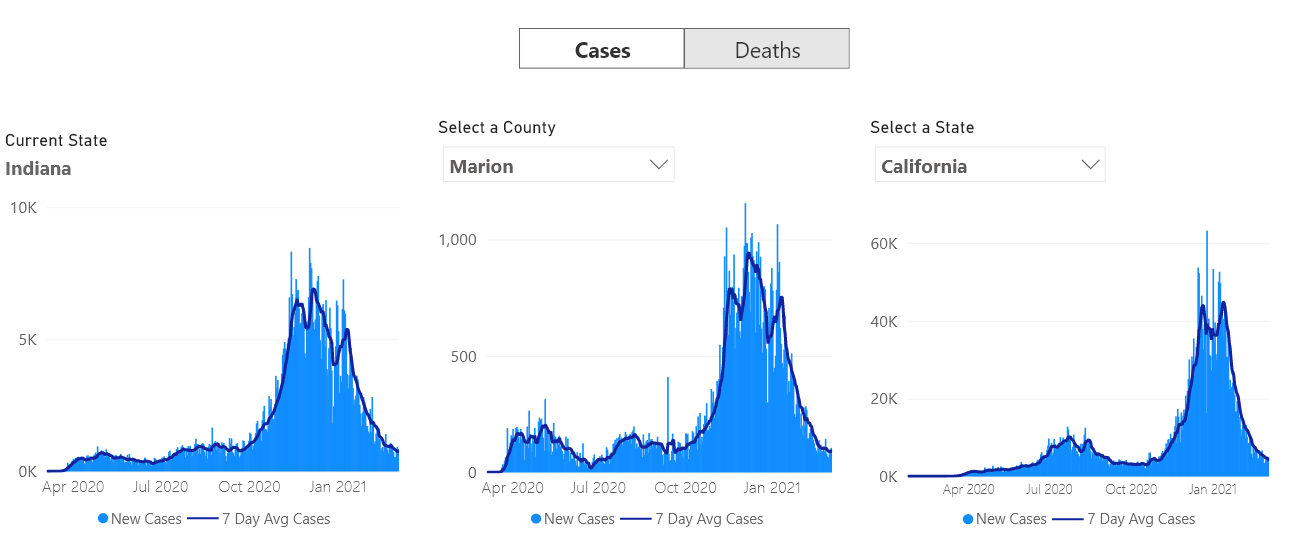 Cases Deaths
Current State
Indiana
10K
5K
0K
Apr 2020 Jul 2020 Oct 2020 Jan 2021
New Cases 7 Day Avg Cases
Select a County
Marion
1,000
500
0
Apr 2020 Jul 2020 Oct 2020 Jan 2021
New Cases 7 Day Avg Cases
Select a State
California
60K
40K
20K
0K
Apr 2020 Jul 2020 Oct 2020 Jan 2021
New Cases 7 Day Avg Cases